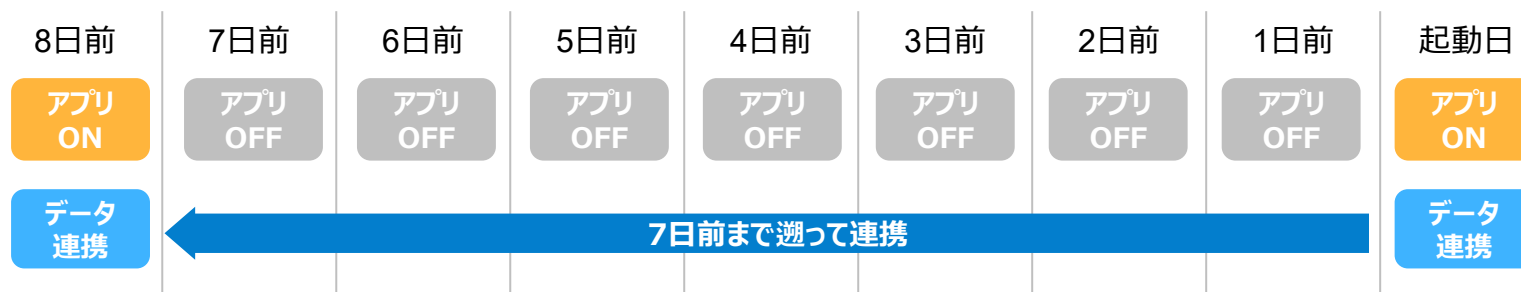 8日前 7日前 6日前 5日前 4日前 3日前 2日前 1日前 起動日
アプリ アプリ アプリ アプリ アプリ アプリ アプリ アプリ アプリ
ON OFF OFF OFF OFF OFF OFF OFF ON
データ データ
連携 7日前まで遡って連携 連携